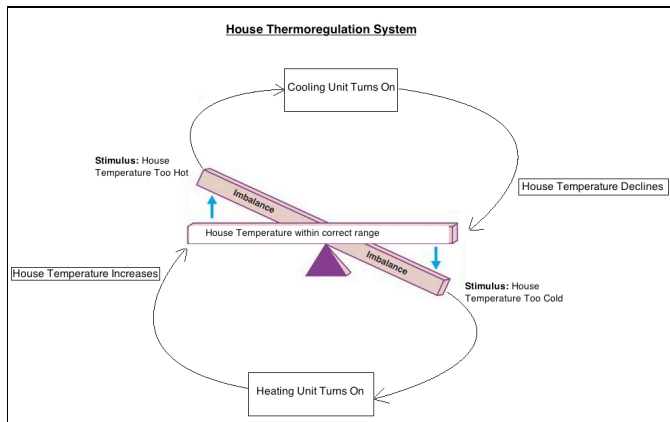 House Thermoregulation System
Cooling Unit Turns On
Stimulus: House
Temperature Too Hot
Imbalance
House Temperature Declines
House Temperature within correct range
Imbalance
House Temperature Increases
Stimulus: House
Temperature Too Cold
Heating Unit Turns On